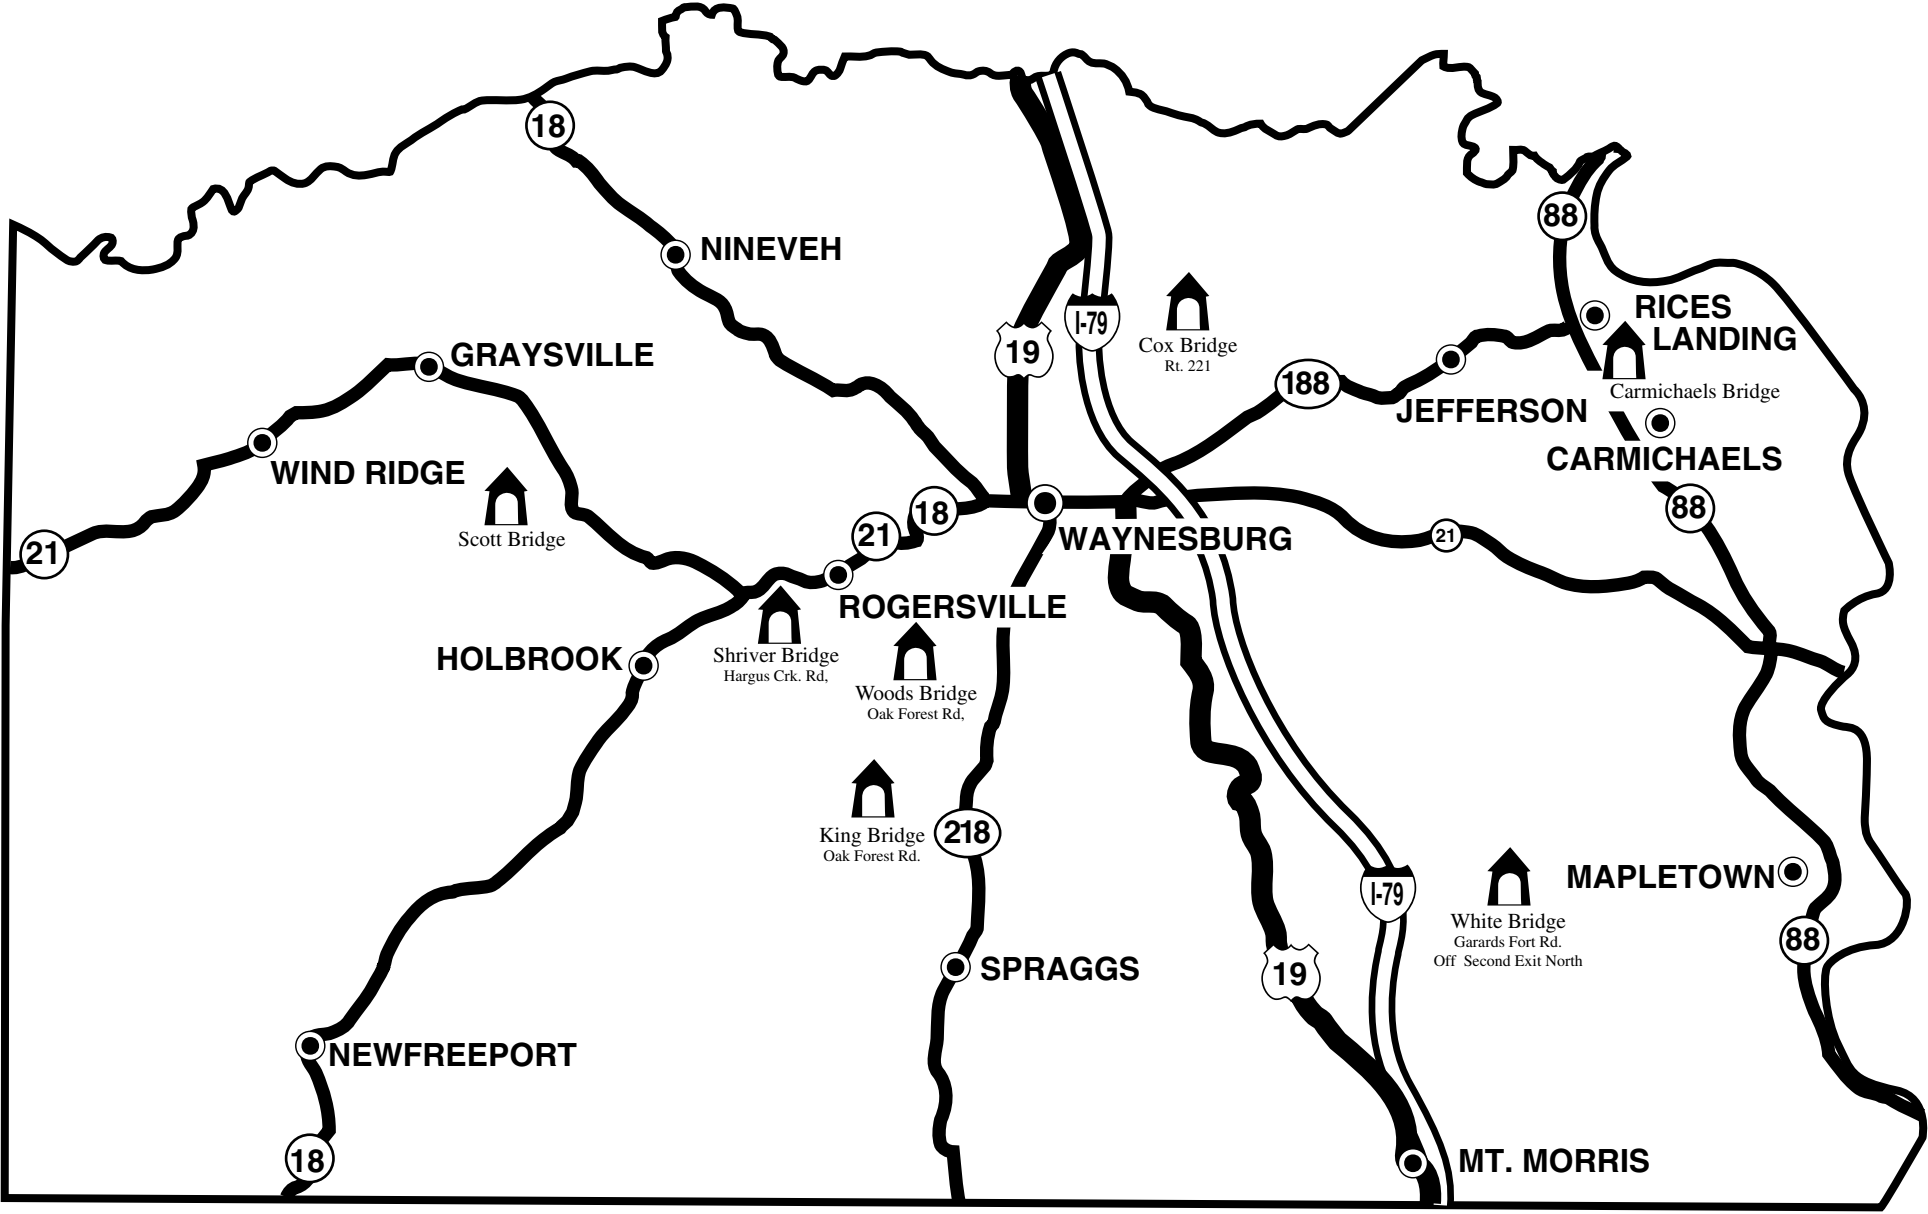 18
88
NINEVEH
RICES
LANDING
I-79
19
Cox Bridge
Rt. 221
GRAYSVILLE
188
JEFFERSON
Carmichaels Bridge
CARMICHAELS
WIND RIDGE
Scott Bridge
21
18
21
88
WAYNESBURG
21
ROGERSVILLE
HOLBROOK
Shriver Bridge
Hargus Crk. Rd,
Woods Bridge
Oak Forest Rd,
King Bridge
Oak Forest Rd.
218
MAPLETOWN
I-79
White Bridge
Garards Fort Rd.
Off Second Exit North
88
SPRAGGS
19
NEWFREEPORT
18
MT. MORRIS